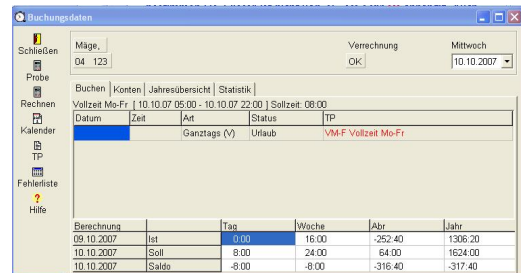 Buchungsdaten
Schließen
Probe
Rechnen
Kalender
TP
Fehlerliste
?
Hilfe
Mäge,
04 123
Verrechnung
OK
Mittwoch
10.10.2007
Buchen Konten Jahresübersicht Statistik
Vollzeit Mo-Fr [ 10.10.07 05:00 - 10.10.07 22:00 ] Sollzeit: 08:00
Datum Zeit Art Status TP
Ganztags (V) Urlaub VM-F Vollzeit Mo-Fr
Berechnung Tag Woche Abr Jahr
09.10.2007 Ist 0:00 16:00 -252:40 1306:20
10.10.2007 Soll 8:00 24:00 64:00 1624:00
10.10.2007 Saldo -8:00 -8:00 -316:40 -317:40